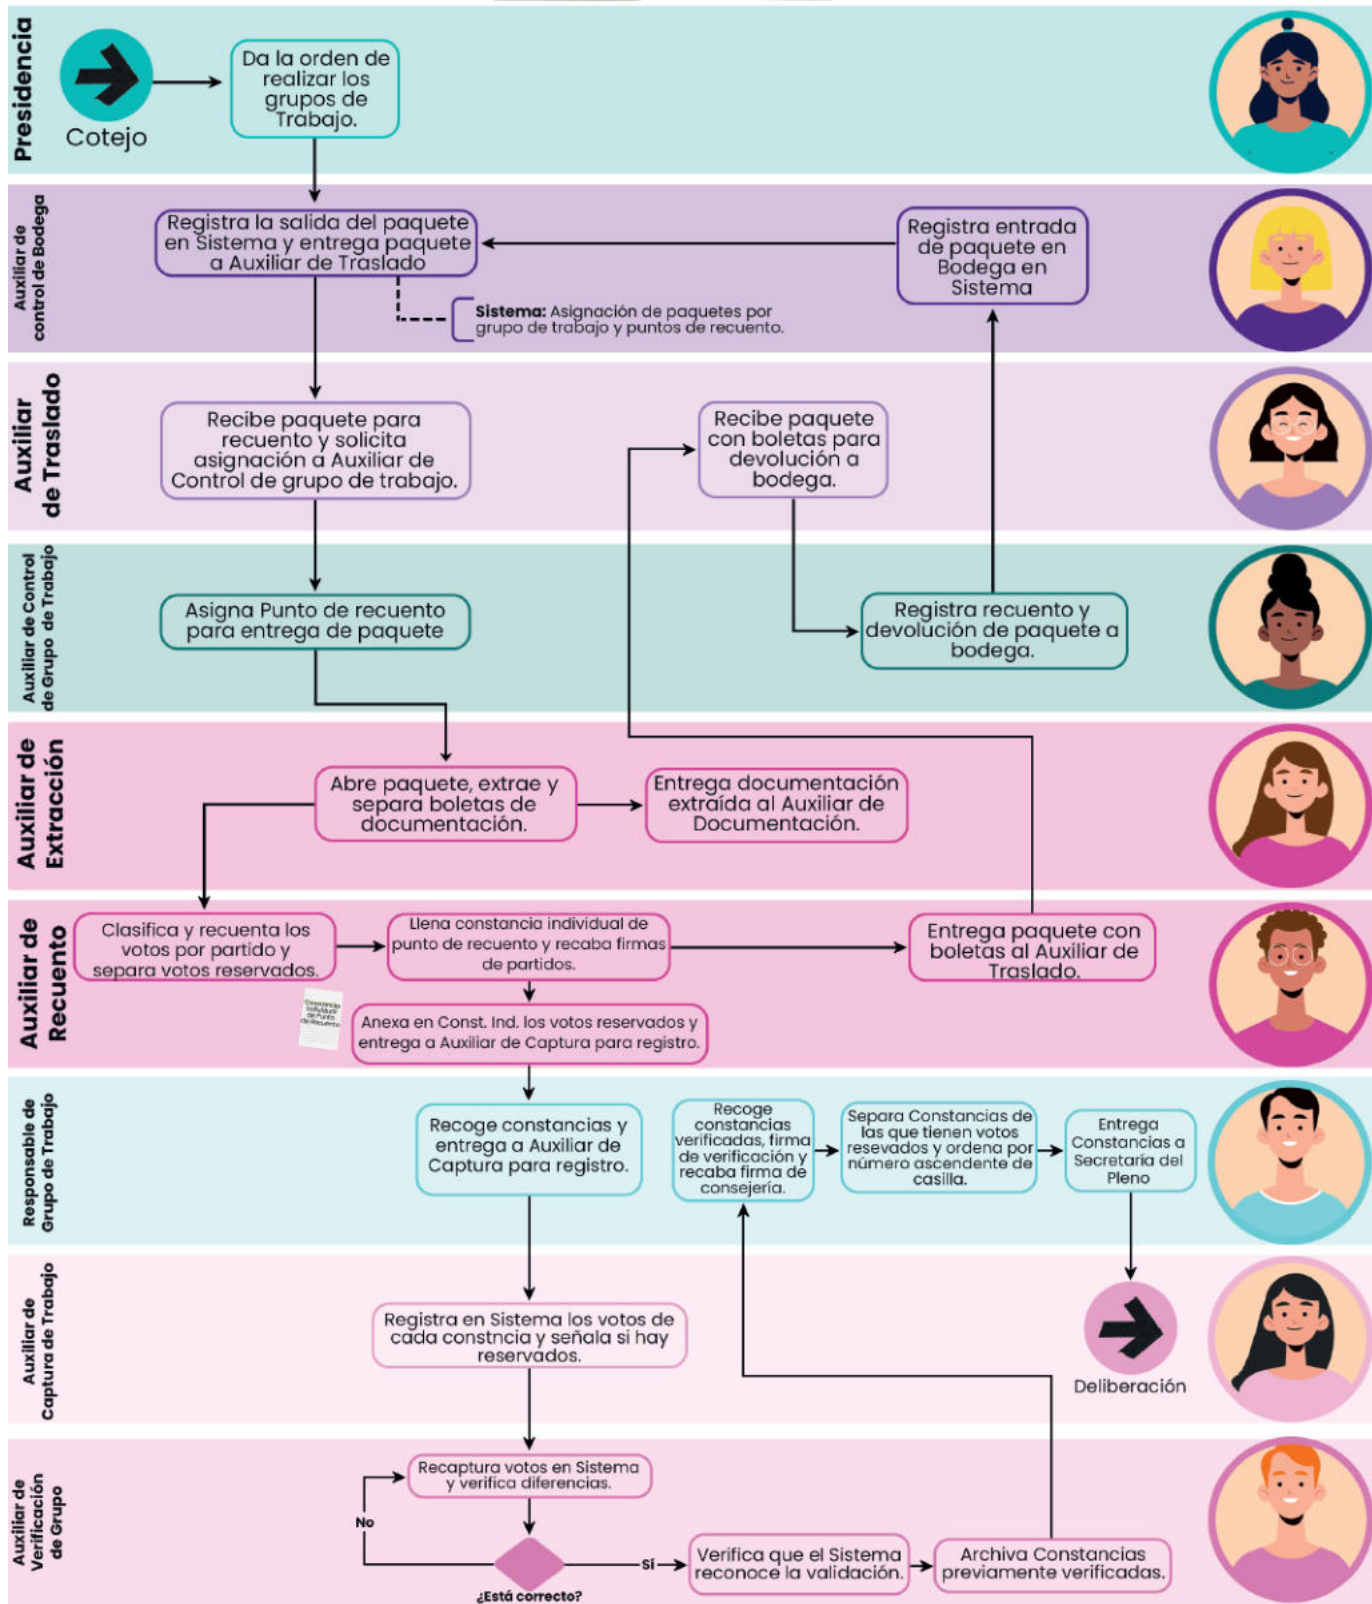 Presidencia
Cotejo
Da la orden de
realizar los
grupos de
Trabajo.
Auxiliar de
control de Bodega
Registra la salida del paquete
en Sistema y entrega paquete
a Auxiliar de Traslado
Registra entrada
de paquete en
Bodega en
Sistema
Sistema: Asignación de paquetes por
grupo de trabajo y puntos de recuento.
Auxiliar
de Traslado
Recibe paquete para
recuento y solicita
asignación a Auxiliar de
Control de grupo de trabajo.
Recibe paquete
con boletas para
devolución a
bodega.
Auxiliar de Control
de Grupo de Trabajo
Asigna Punto de recuento
para entrega de paquete
Registra recuento y
devolución de paquete a
bodega.
Auxiliar de
Extracción
Abre paquete, extrae y
separa boletas de
documentación.
Entrega documentación
extraída al Auxiliar de
Documentación.
Auxiliar de
Recuento
Clasifica y recuenta los
votos por partido y
separa votos reservados.
Llena constancia individual de
punto de recuento y recaba firmas
de partidos.
Entrega paquete con
boletas al Auxiliar de
Traslado.
Constancia
Individual
de Punto
de Recuento
Anexa en Const. Ind. los votos reservados y
entrega a Auxiliar de Captura para registro.
Responsable de
Grupo de Trabajo
Recoge constancias y
entrega a Auxiliar de
Captura para registro.
Recoge
constancias
verificadas, firma
de verificación y
recaba firma de
consejería.
Separa Constancias de
las que tienen votos
resevados y ordena por
número ascendente de
casilla.
Entrega
Constancias a
Secretaría del
Pleno
Auxiliar de
Captura de Trabajo
Registra en Sistema los votos de
cada constncia y señala si hay
reservados.
Deliberación
Auxiliar de
Verificación
de Grupo
Recaptura votos en Sistema
y verifica diferencias.
No
¿Está correcto?
Sí
Verifica que el Sistema
reconoce la validación.
Archiva Constancias
previamente verificadas.